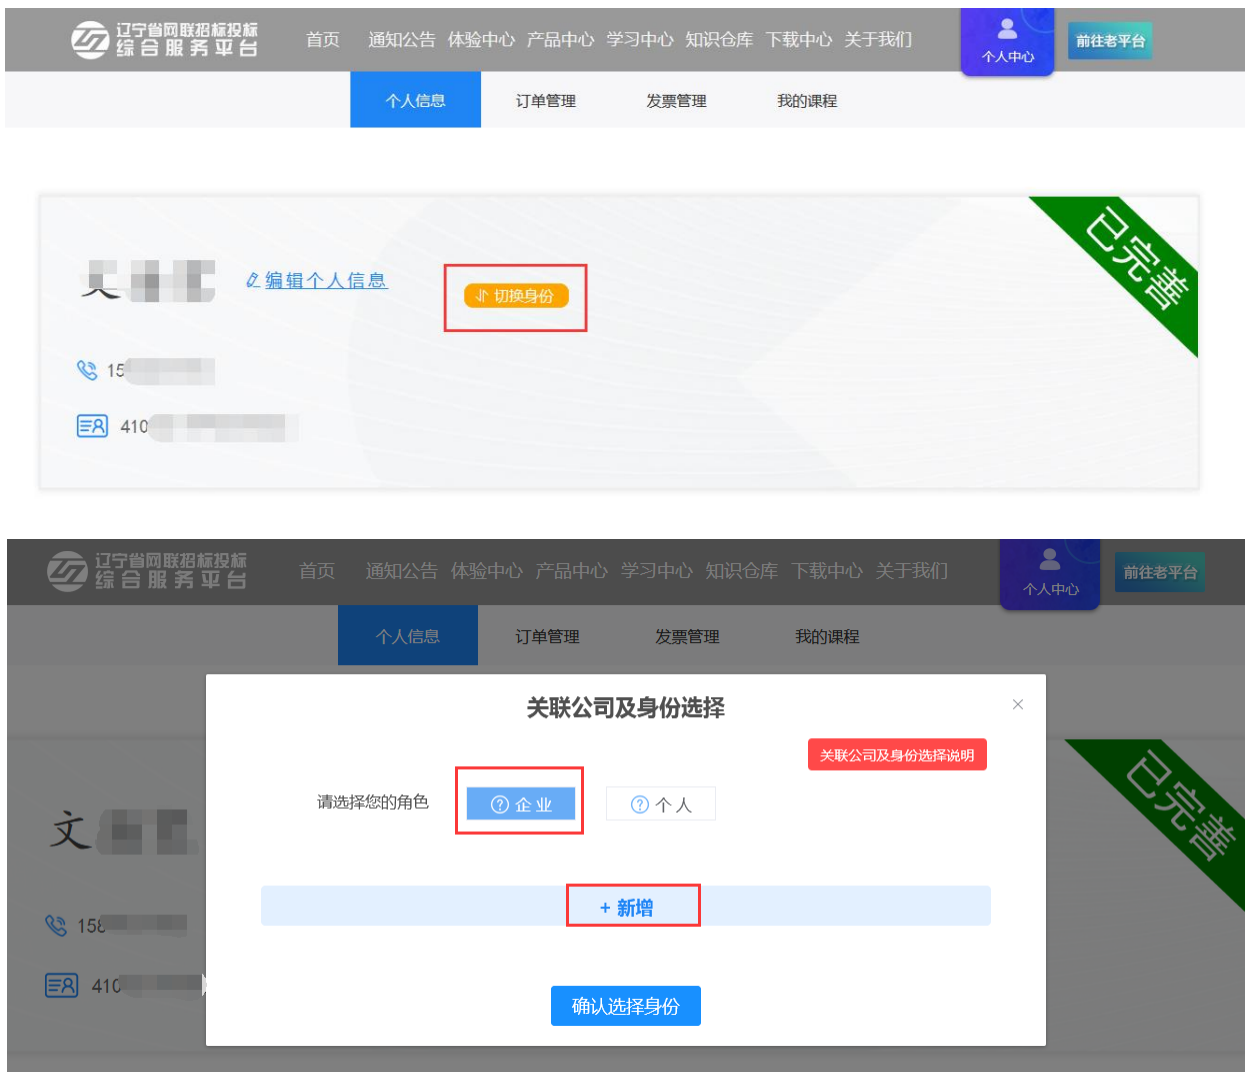 辽宁省网联招标投标
综合服务平台
首页 通知公告 体验中心 产品中心 学习中心 知识仓库 下载中心 关于我们
个人中心
前往老平台
个人信息 订单管理 发票管理 我的课程
已完善
编辑个人信息
切换身份
15
410
辽宁省网联招标投标
综合服务平台
首页 通知公告 体验中心 产品中心 学习中心 知识仓库 下载中心 关于我们
个人中心
前往老平台
个人信息 订单管理 发票管理 我的课程
关联公司及身份选择
关联公司及身份选择说明
请选择您的角色 企业 个人
+ 新增
确认选择身份
已完善
文
158
410